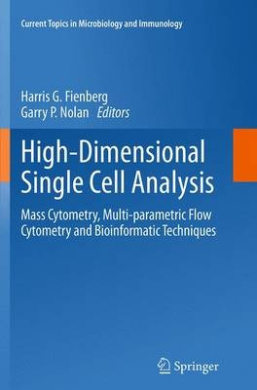 Current Topics in Microbiology and Immunology
Harris G. Fienberg
Garry P. Nolan Editors
High-Dimensional
Single Cell Analysis
Mass Cytometry, Multi-parametric Flow
Cytometry and Bioinformatic Techniques
Springer